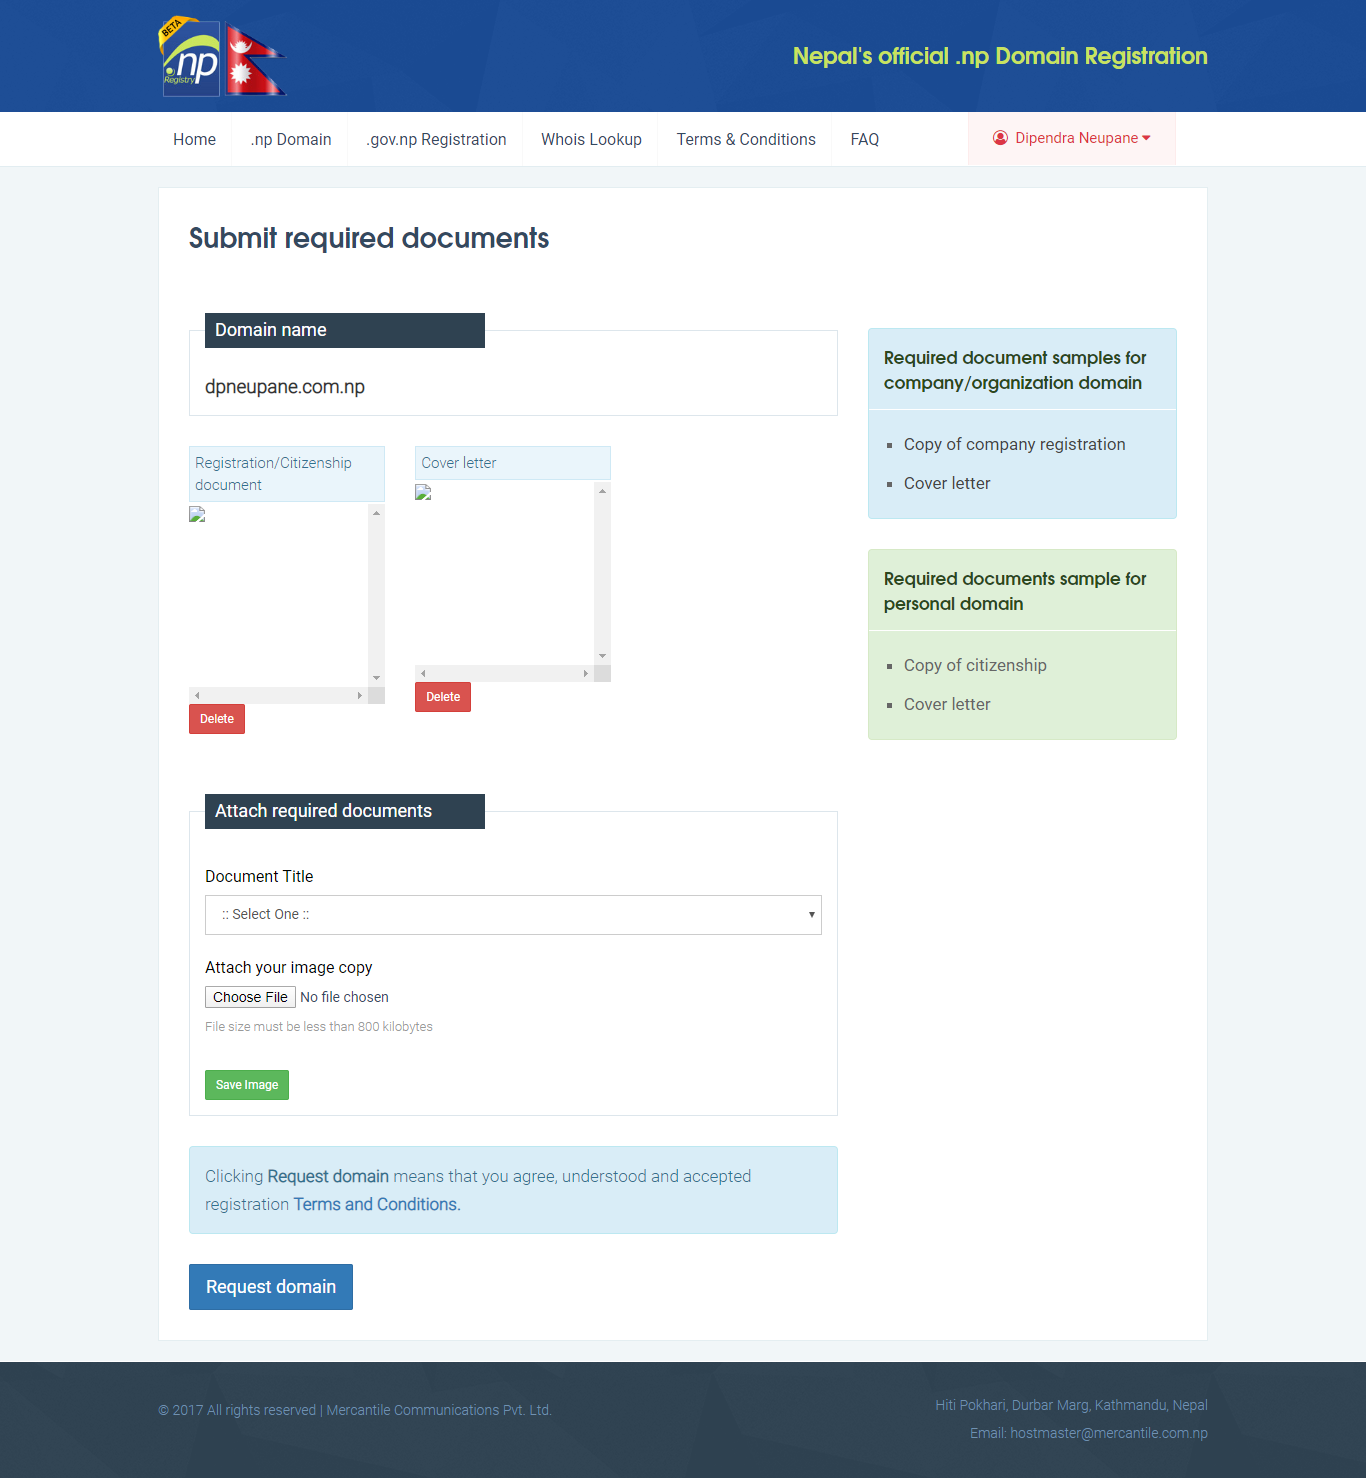 BETA
.np
Registry
Nepal's official .np Domain Registration
Home
.np Domain
.gov.np Registration
Whois Lookup
Terms & Conditions
FAQ
Dipendra Neupane
Submit required documents
Domain name
dpneupane.com.np
Registration/Citizenship
document
Delete
Cover letter
Delete
Required document samples for
company/organization domain
Copy of company registration
Cover letter
Required documents sample for
personal domain
Copy of citizenship
Cover letter
Attach required documents
Document Title
:: Select One ::
Attach your image copy
Choose File No file chosen
File size must be less than 800 kilobytes
Save Image
Clicking Request domain means that you agree, understood and accepted
registration Terms and Conditions.
Request domain
© 2017 All rights reserved | Mercantile Communications Pvt. Ltd.
Hiti Pokhari, Durbar Marg, Kathmandu, Nepal
Email: hostmaster@mercantile.com.np